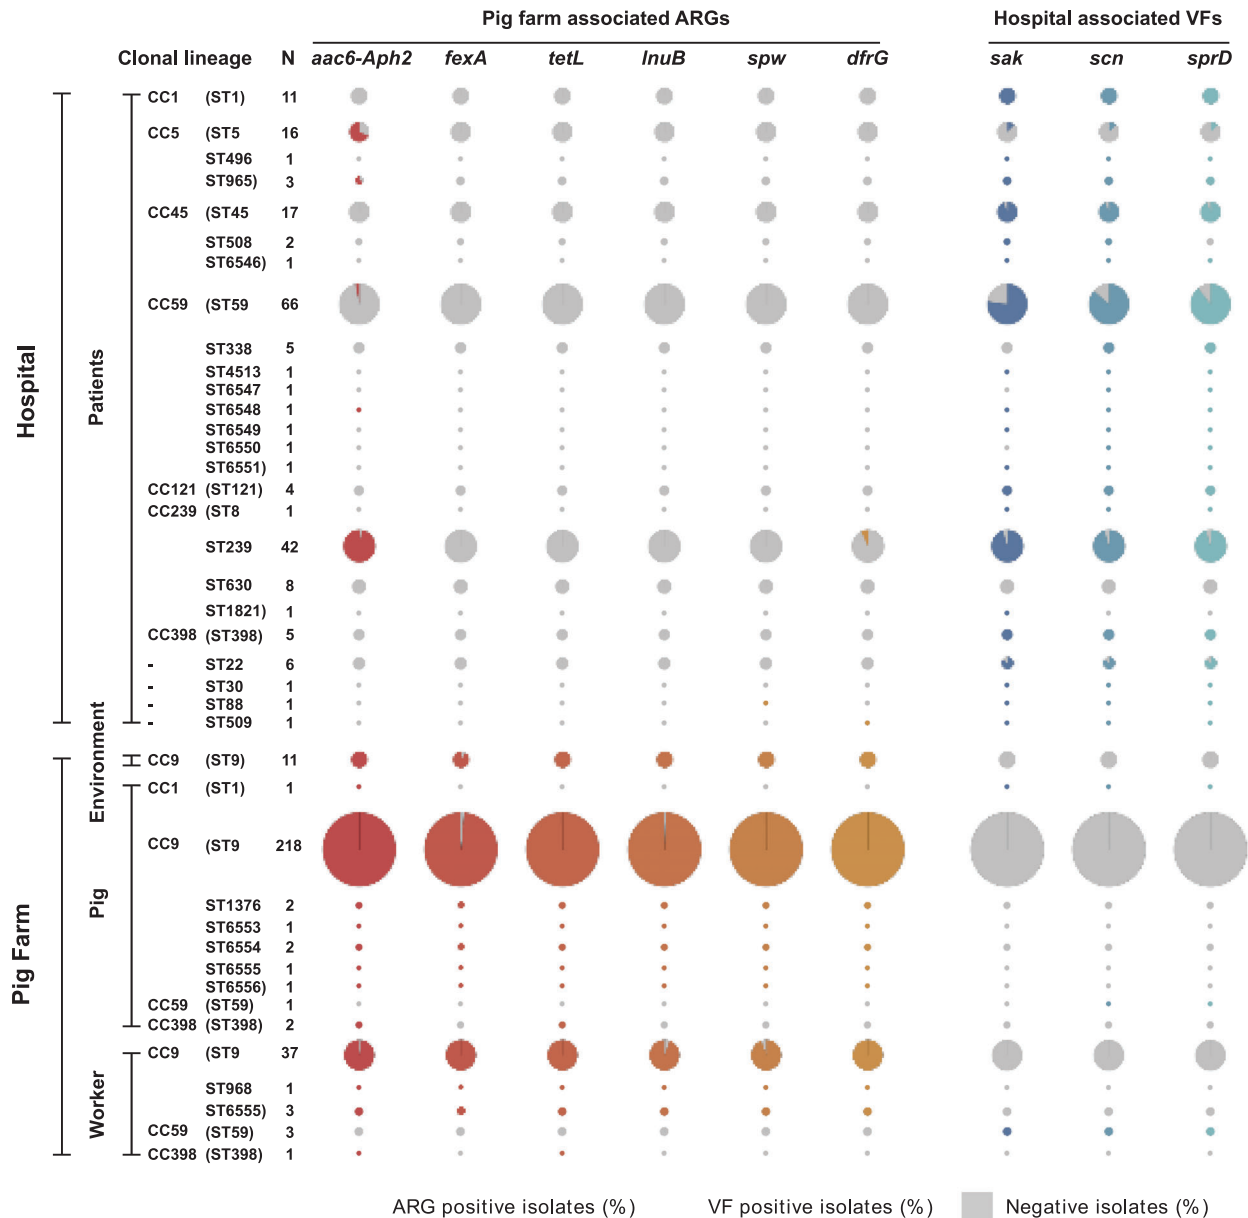 Pig farm associated ARGs Hospital associated VFs
Clonal lineage N aac6-Aph2 fexA tetL lnuB spw dfrG sak scn sprD
Hospital
Patients
CC1 (ST1) 11
CC5 (ST5 16
ST496 1
ST965) 3
CC45 (ST45 17
ST508 2
ST6546) 1
CC59 (ST59 66
ST338 5
ST4513 1
ST6547 1
ST6548 1
ST6549 1
ST6550 1
ST6551) 1
CC121 (ST121) 4
CC239 (ST8 1
ST239 42
ST630 8
ST1821) 1
CC398 (ST398) 5
- ST22 6
- ST30 1
- ST88 1
- ST509 1
Pig Farm
Environment
CC9 (ST9) 11
Pig
CC1 (ST1) 1
CC9 (ST9 218
ST1376 2
ST6553 1
ST6554 2
ST6555 1
ST6556) 1
CC59 (ST59) 1
CC398 (ST398) 2
Worker
CC9 (ST9 37
ST968 1
ST6555) 3
CC59 (ST59) 3
CC398 (ST398) 1
ARG positive isolates (%) VF positive isolates (%) Negative isolates (%)